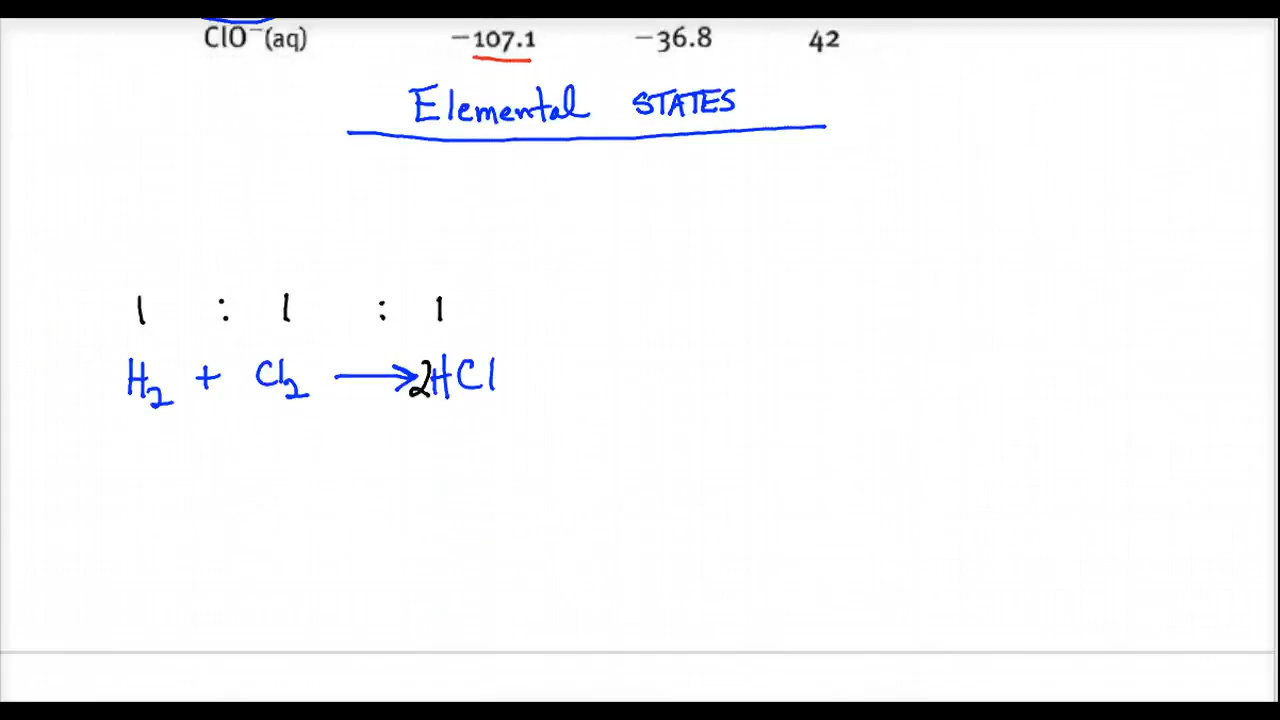 ClO⁻(aq) −107.1 −36.8 42
Elemental STATES
1 : 1 : 1
H₂ + Cl₂ ⟶ 2HCl